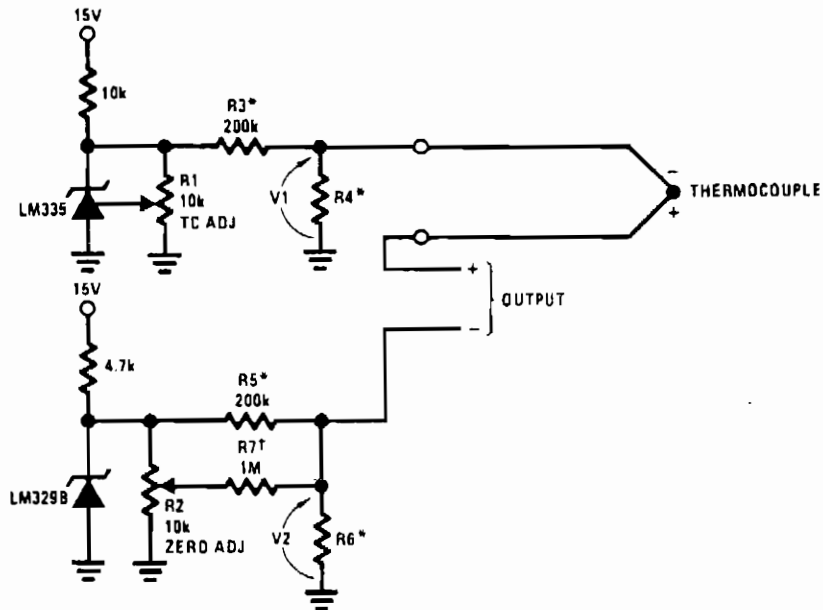 15V
10k
R3*
200k
LM335
R1
10k
TC ADJ
V1
R4*
-
+
THERMOCOUPLE
+
OUTPUT
-
15V
4.7k
R5*
200k
R7†
1M
LM329B
R2
10k
ZERO ADJ
V2
R6*